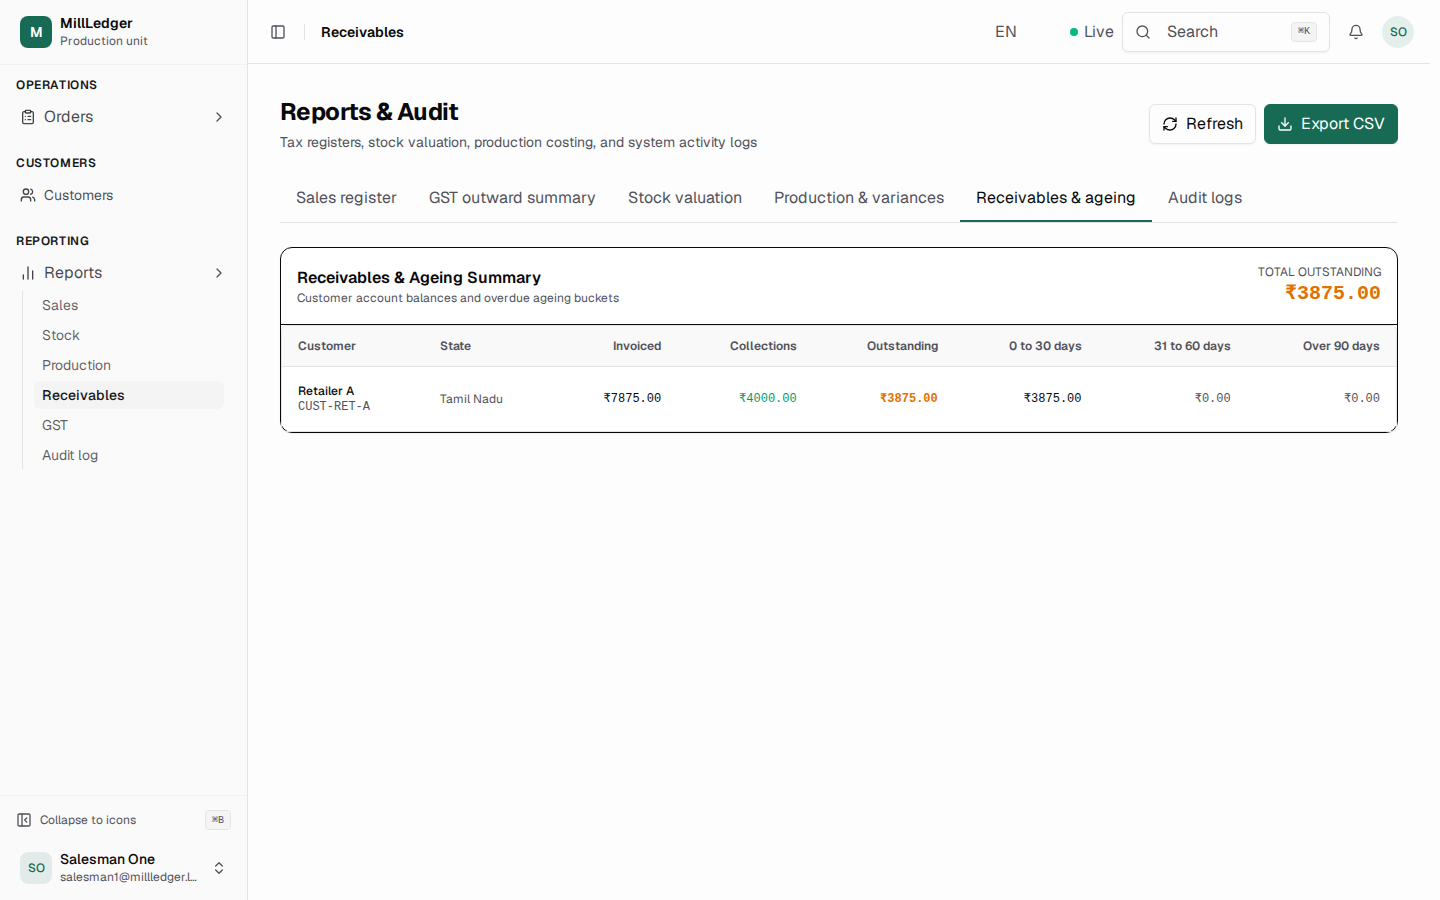 MillLedger
Production unit
OPERATIONS
Orders
CUSTOMERS
Customers
REPORTING
Reports
Sales
Stock
Production
Receivables
GST
Audit log
Collapse to icons ⌘B
SO
Salesman One
salesman1@millledger.l...
M
Receivables
EN
Live
Search ⌘K
SO
Reports & Audit
Tax registers, stock valuation, production costing, and system activity logs
Refresh
Export CSV
Sales register GST outward summary Stock valuation Production & variances Receivables & ageing Audit logs
Receivables & Ageing Summary
Customer account balances and overdue ageing buckets
TOTAL OUTSTANDING
₹3875.00
Customer State Invoiced Collections Outstanding 0 to 30 days 31 to 60 days Over 90 days
Retailer A
CUST-RET-A
Tamil Nadu ₹7875.00 ₹4000.00 ₹3875.00 ₹3875.00 ₹0.00 ₹0.00